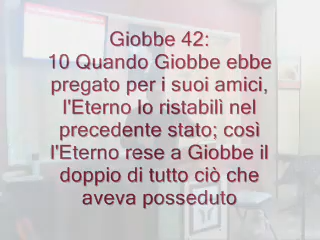 Giobbe 42:
10 Quando Giobbe ebbe
pregato per i suoi amici,
l'Eterno lo ristabilì nel
precedente stato; così
l'Eterno rese a Giobbe il
doppio di tutto ciò che
aveva posseduto